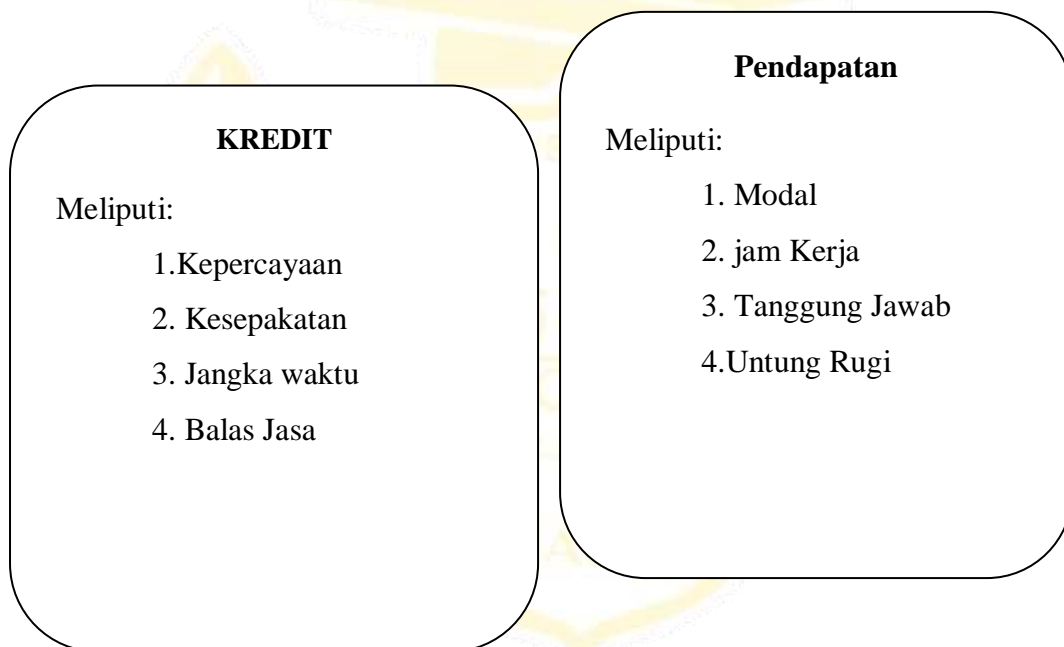 KREDIT
Meliputi:
1.Kepercayaan
2. Kesepakatan
3. Jangka waktu
4. Balas Jasa
Pendapatan
Meliputi:
1. Modal
2. jam Kerja
3. Tanggung Jawab
4.Untung Rugi